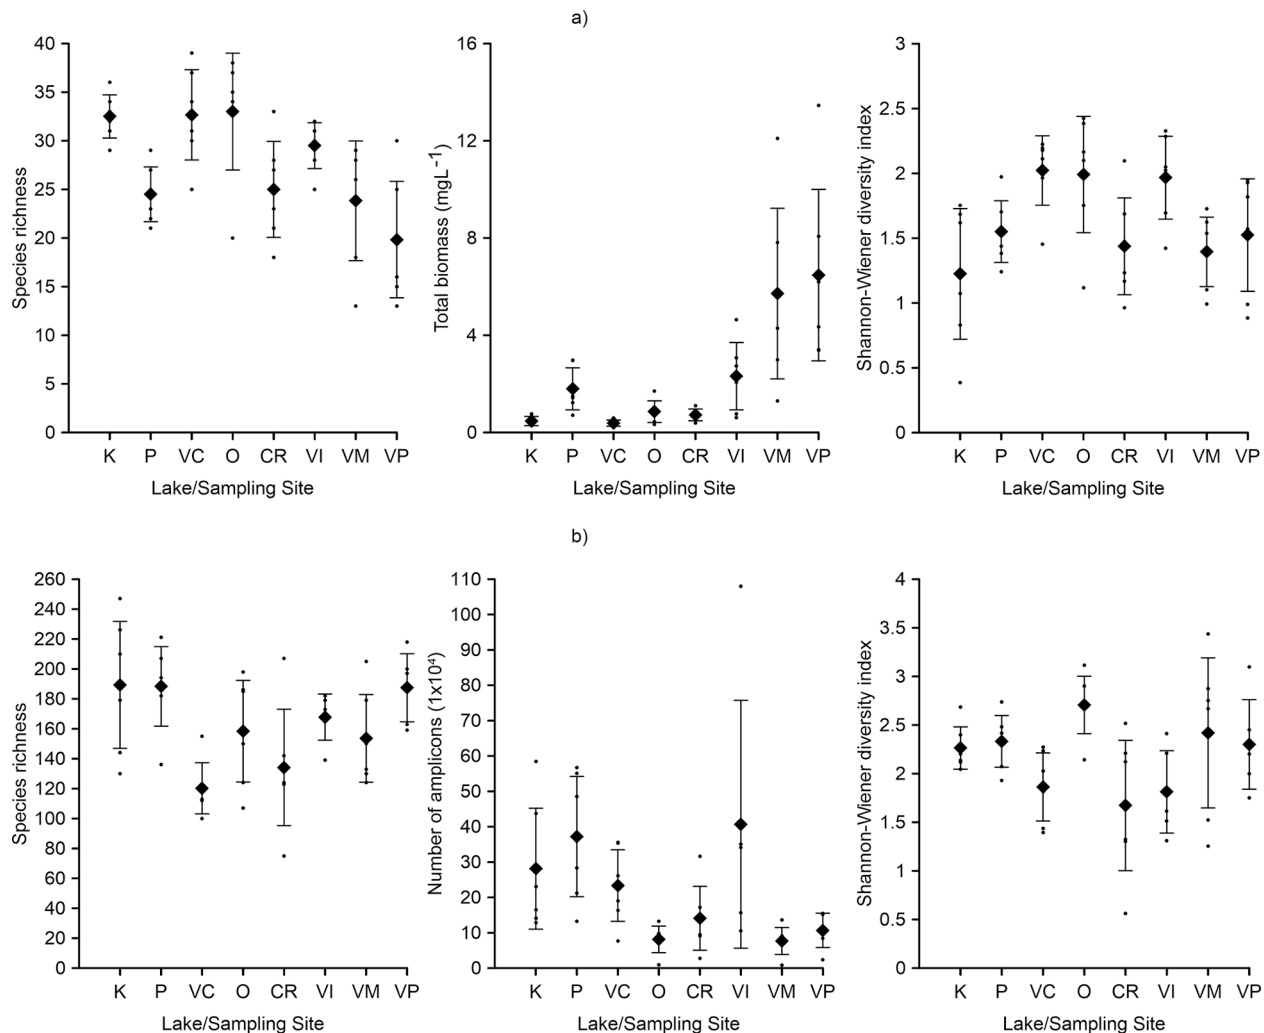 a)
Species richness
40
35
30
25
20
15
10
5
0
K P VC O CR VI VM VP
Lake/Sampling Site
Total biomass (mgL-1)
16
12
8
4
0
K P VC O CR VI VM VP
Lake/Sampling Site
Shannon-Wiener diversity index
3
2.5
2
1.5
1
0.5
0
K P VC O CR VI VM VP
Lake/Sampling Site
b)
Species richness
260
240
220
200
180
160
140
120
100
80
60
40
20
0
K P VC O CR VI VM VP
Lake/Sampling Site
Number of amplicons (1x10⁴)
110
100
90
80
70
60
50
40
30
20
10
0
K P VC O CR VI VM VP
Lake/Sampling Site
Shannon-Wiener diversity index
4
3.5
3
2.5
2
1.5
1
0.5
0
K P VC O CR VI VM VP
Lake/Sampling Site